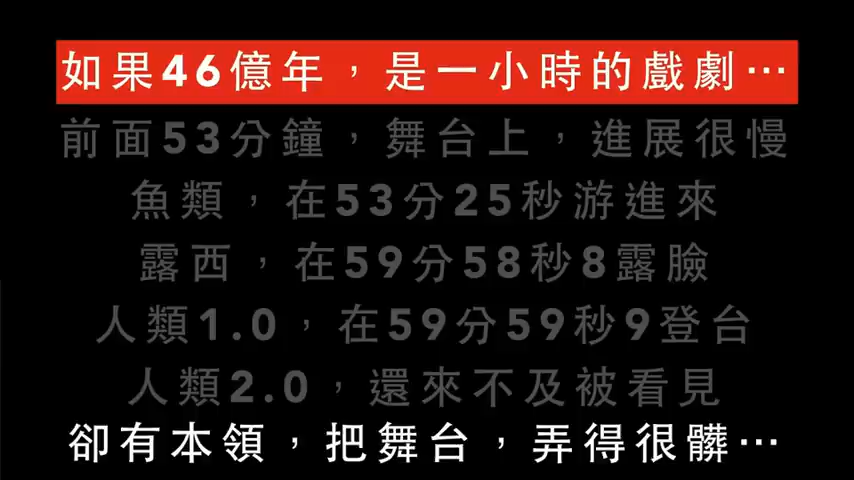 如果46億年，是一小時的戲劇…
前面53分鐘，舞台上，進展很慢
魚類，在53分25秒游進來
露西，在59分58秒8露臉
人類1.0，在59分59秒9登台
人類2.0，還來不及被看見
卻有本領，把舞台，弄得很髒…